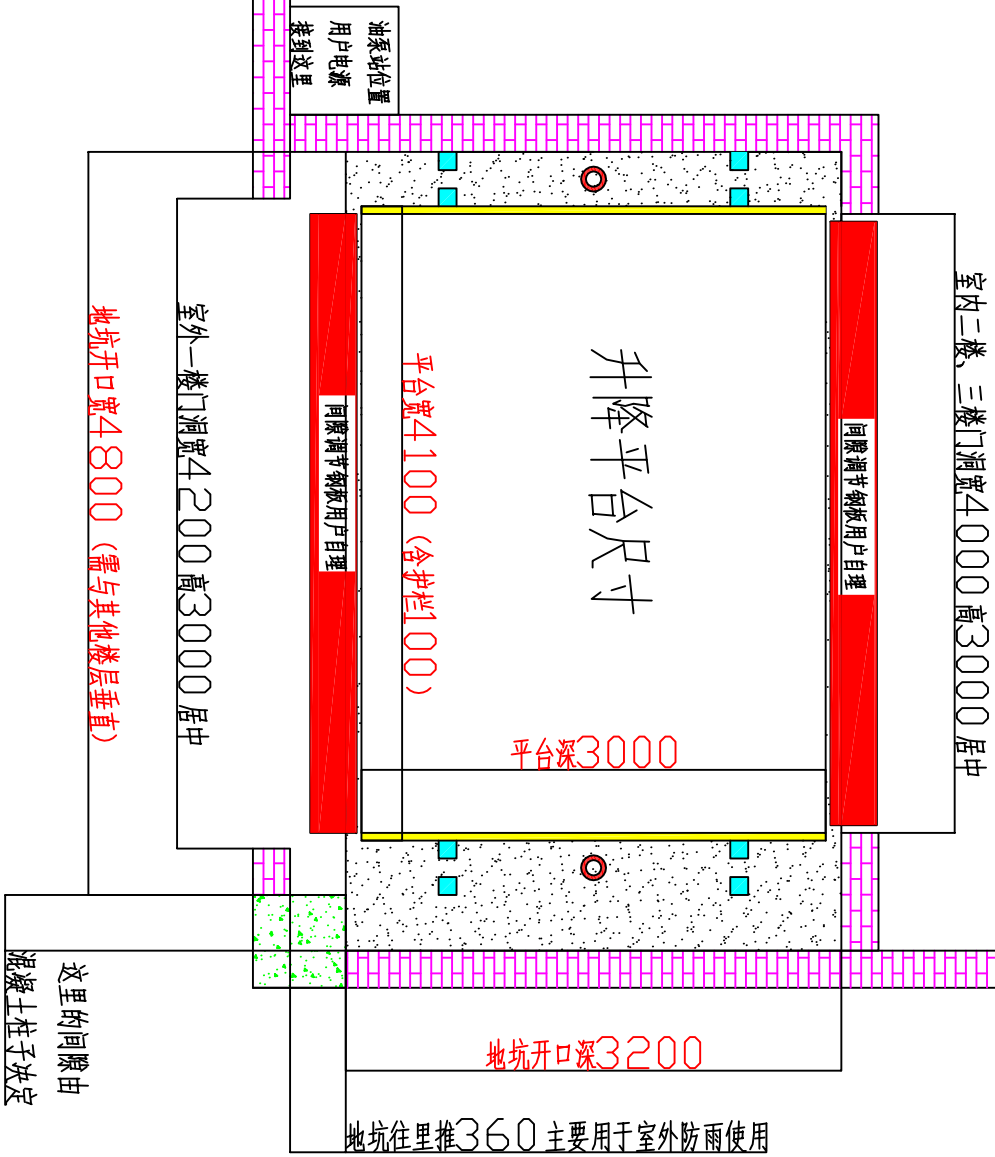 油泵站位置
用户电源
接到这里
室内二楼、三楼门洞宽4000 高3000 居中
间隙调节钢板用户自理
升降平台尺寸
平台宽4100（含护栏100）
间隙调节钢板用户自理
室外一楼门洞宽4200 高3000 居中
地坑开口宽4800（需与其他楼层垂直）
平台深3000
这里的间隙由
混凝土柱子决定
地坑开口深3200
地坑往里推360 主要用于室外防雨使用